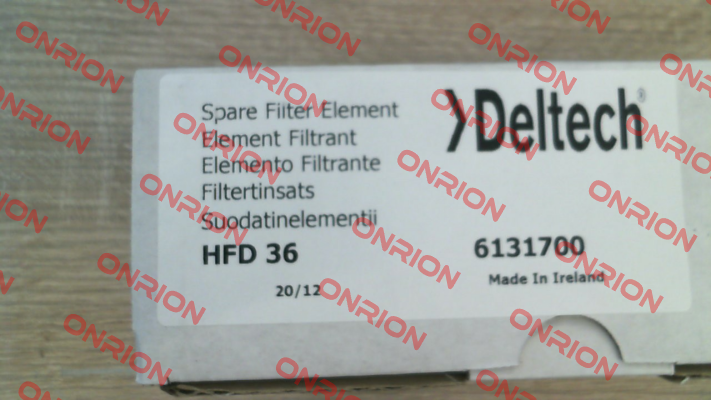 Spare Filter Element
Element Filtrant
Elemento Filtrante
Filtertinsats
Suodatinelementii
HFD 36
20/12
Deltech®
6131700
Made In Ireland
ONRION